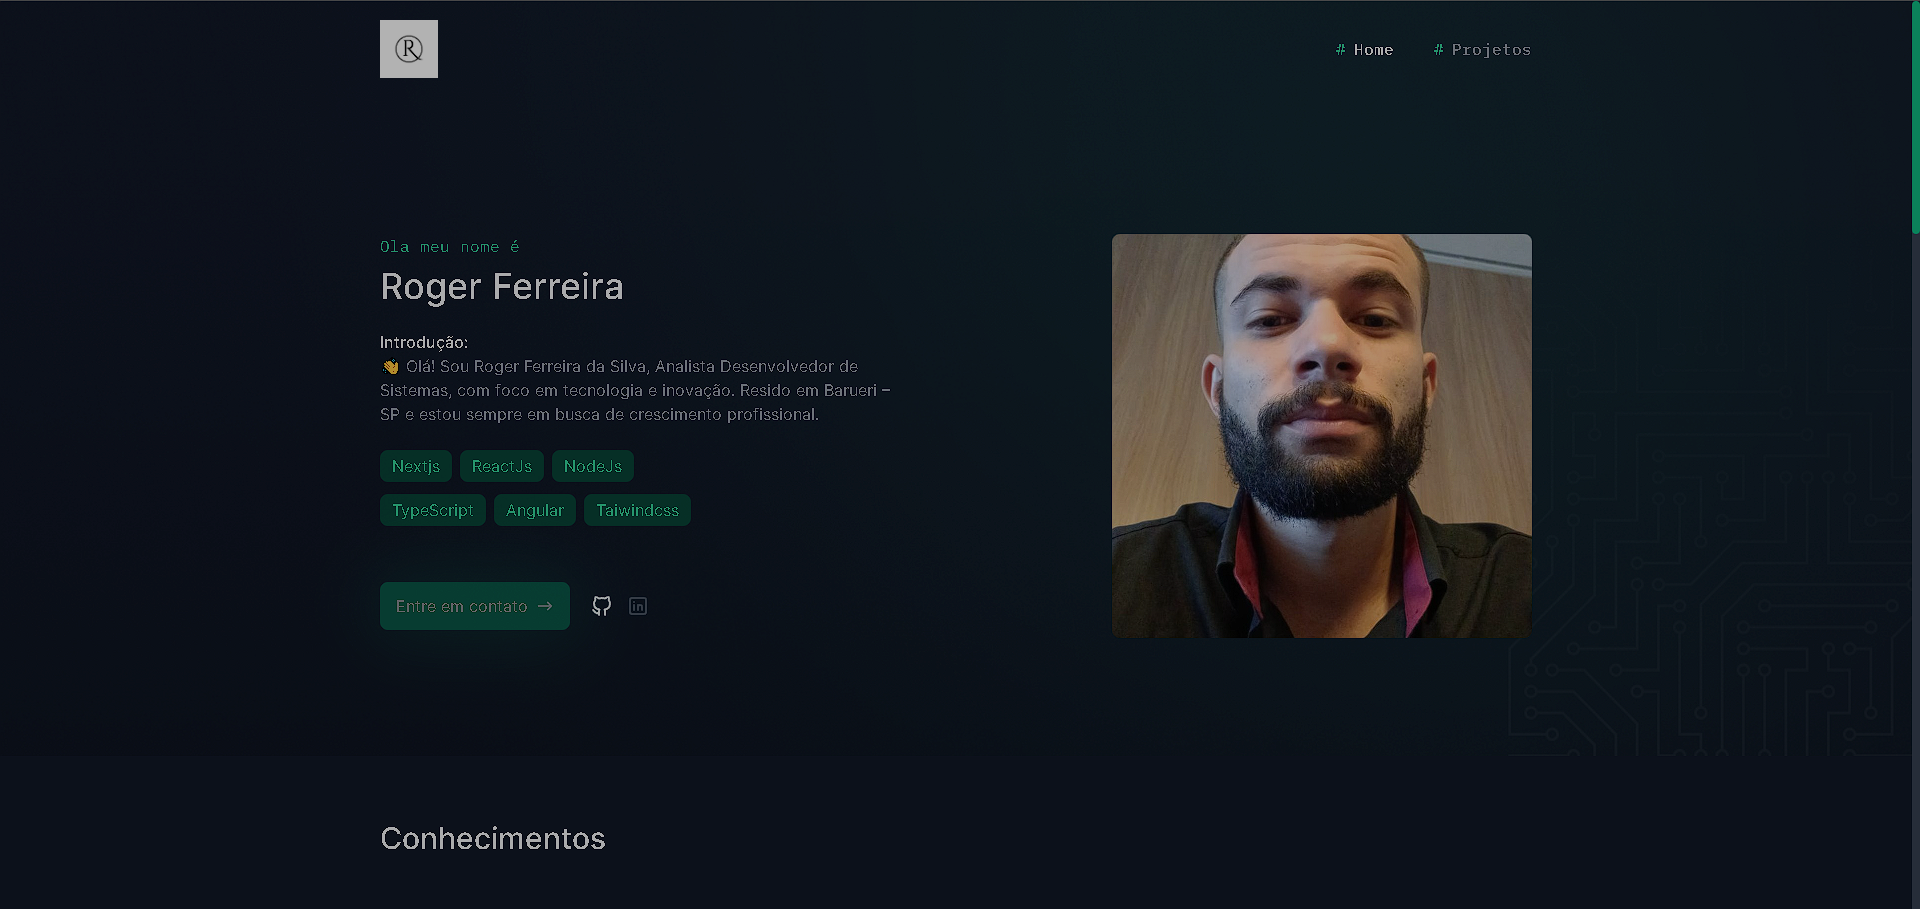 R
# Home # Projetos
Ola meu nome é
Roger Ferreira
Introdução:
👋 Olá! Sou Roger Ferreira da Silva, Analista Desenvolvedor de
Sistemas, com foco em tecnologia e inovação. Resido em Barueri –
SP e estou sempre em busca de crescimento profissional.
Nextjs ReactJs NodeJs
TypeScript Angular Taiwindcss
Entre em contato →
in
Conhecimentos